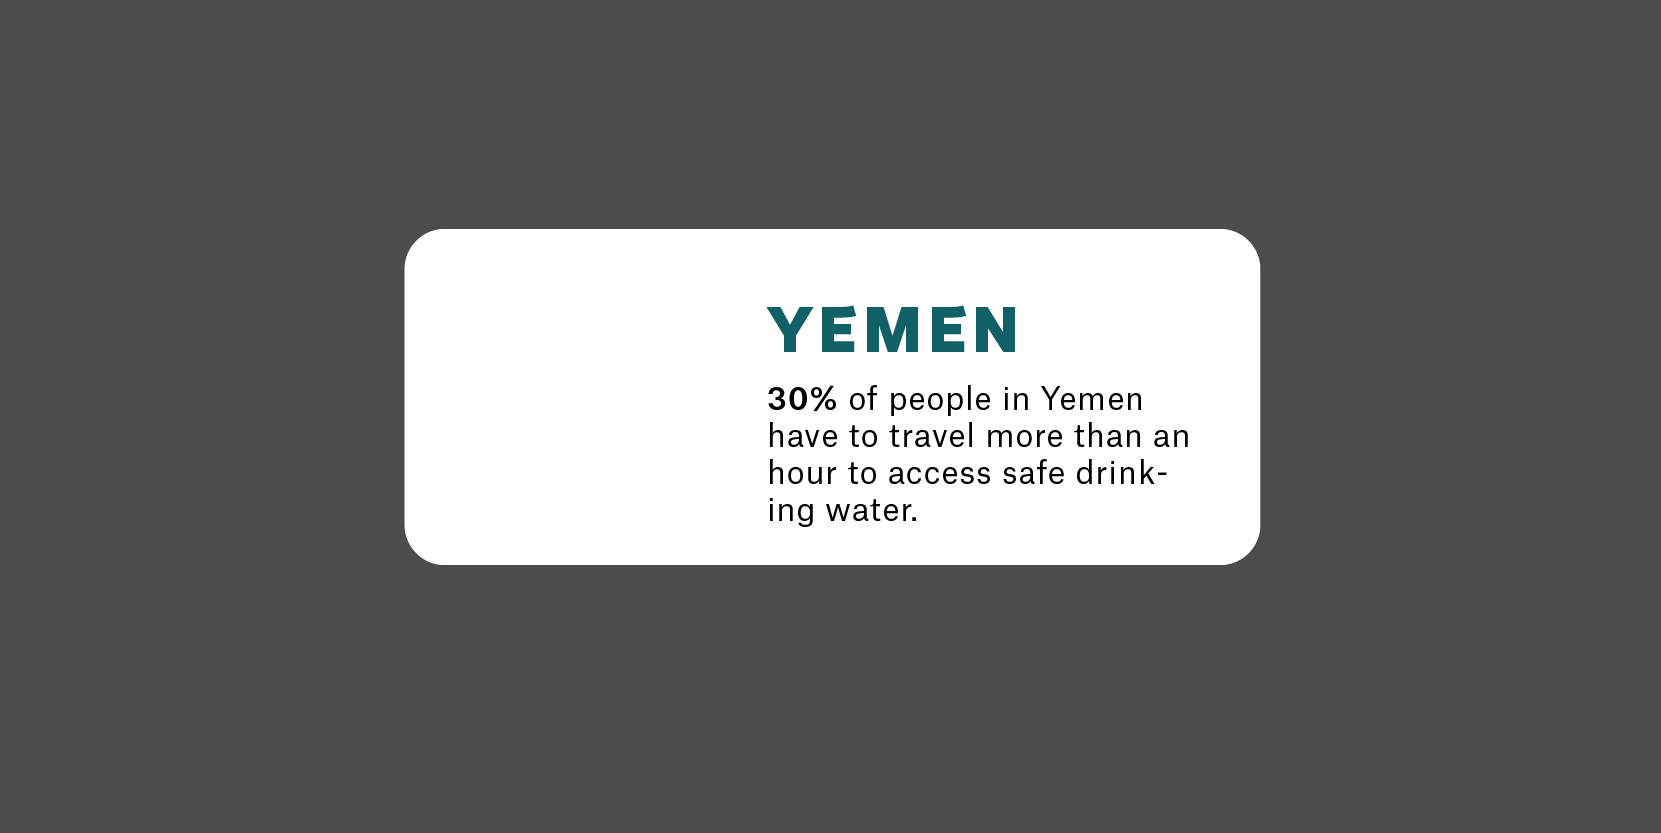 YEMEN
30% of people in Yemen
have to travel more than an
hour to access safe drink-
ing water.